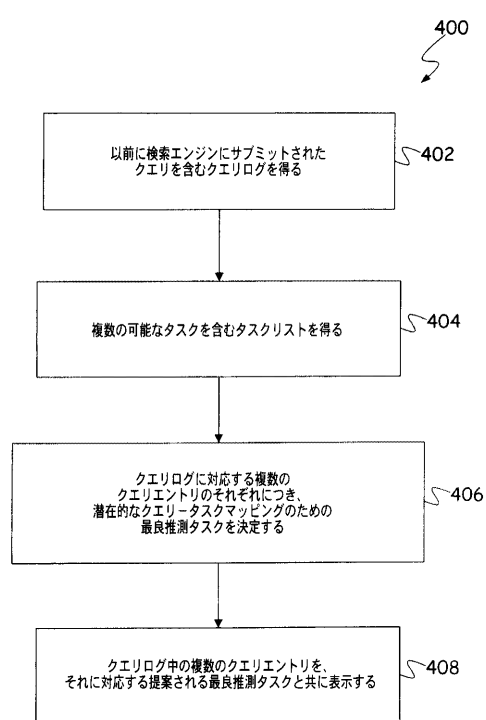 400
以前に検索エンジンにサブミットされた
クエリを含むクエリログを得る
402
複数の可能なタスクを含むタスクリストを得る
404
クエリログに対応する複数の
クエリエントリのそれぞれにつき、
潜在的なクエリータスクマッピングのための
最良推測タスクを決定する
406
クエリログ中の複数のクエリエントリを、
それに対応する提案される最良推測タスクと共に表示する
408